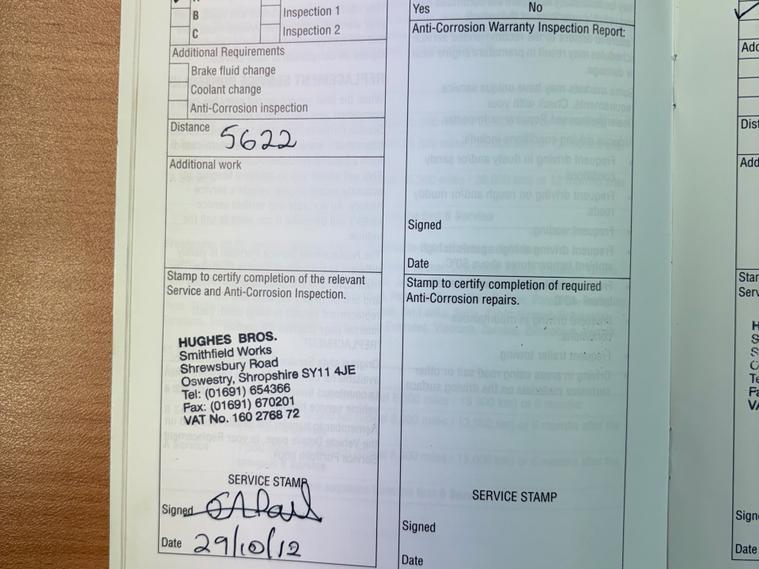 B
C
Inspection 1
Inspection 2
Additional Requirements
Brake fluid change
Coolant change
Anti-Corrosion inspection
Distance 5622
Additional work
Stamp to certify completion of the relevant
Service and Anti-Corrosion Inspection.
HUGHES BROS.
Smithfield Works
Shrewsbury Road
Oswestry, Shropshire SY11 4JE
Tel: (01691) 654366
Fax: (01691) 670201
VAT No. 160 2768 72
SERVICE STAMP
Signed
Date 29/10/12
Yes No
Anti-Corrosion Warranty Inspection Report:
Signed
Date
Stamp to certify completion of required
Anti-Corrosion repairs.
SERVICE STAMP
Signed
Date